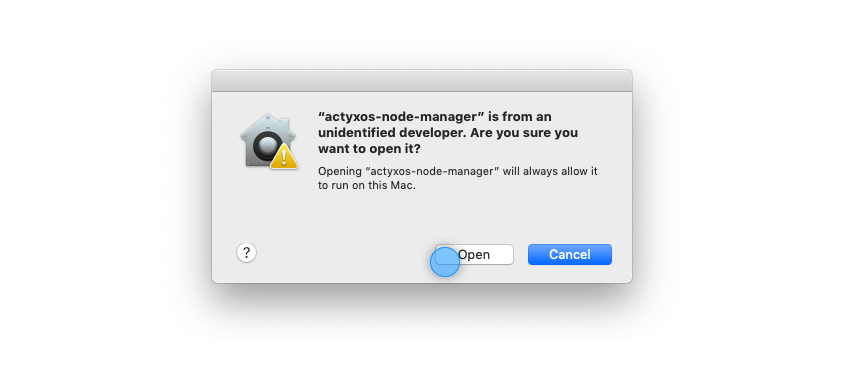 “actyxos-node-manager” is from an
unidentified developer. Are you sure you
want to open it?
Opening “actyxos-node-manager” will always allow it
to run on this Mac.
?
Open
Cancel